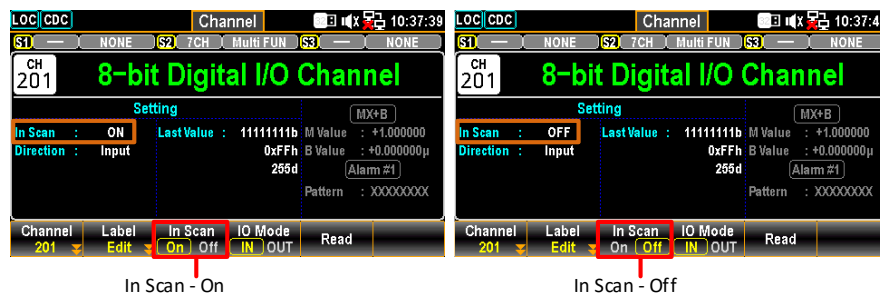 LOC CDC Channel 10:37:39
S1 — NONE S2 7CH Multi FUN S3 — NONE
CH
201
8-bit Digital I/O Channel
Setting
MX+B
In Scan : ON Last Value : 11111111b M Value : +1.000000
Direction : Input 0xFFh B Value : +0.000000µ
255d Alarm #1
Pattern : XXXXXXXX
Channel Label In Scan IO Mode Read
201 Edit On Off IN OUT
In Scan - On
LOC CDC Channel 10:37:4
S1 — NONE S2 7CH Multi FUN S3 — NONE
CH
201
8-bit Digital I/O Channel
Setting
MX+B
In Scan : OFF Last Value : 11111111b M Value : +1.000000
Direction : Input 0xFFh B Value : +0.000000µ
255d Alarm #1
Pattern : XXXXXXXX
Channel Label In Scan IO Mode Read
201 Edit On Off IN OUT
In Scan - Off